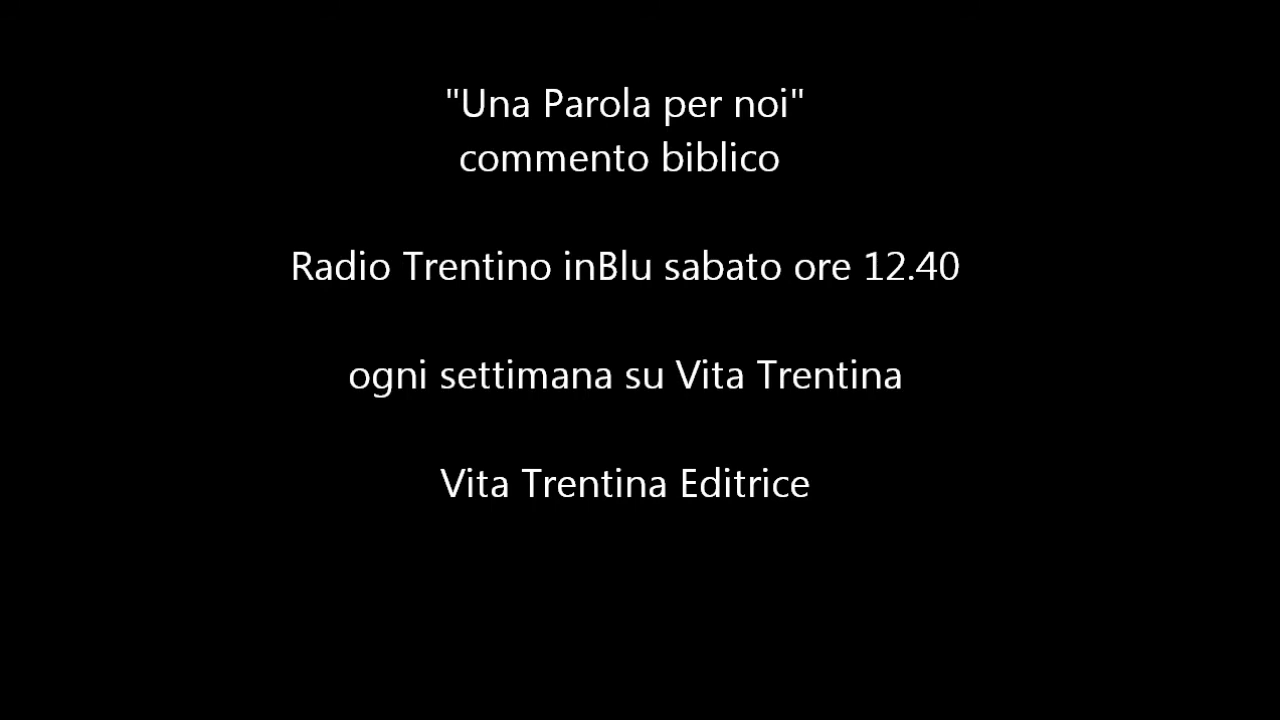 "Una Parola per noi"
commento biblico
Radio Trentino inBlu sabato ore 12.40
ogni settimana su Vita Trentina
Vita Trentina Editrice